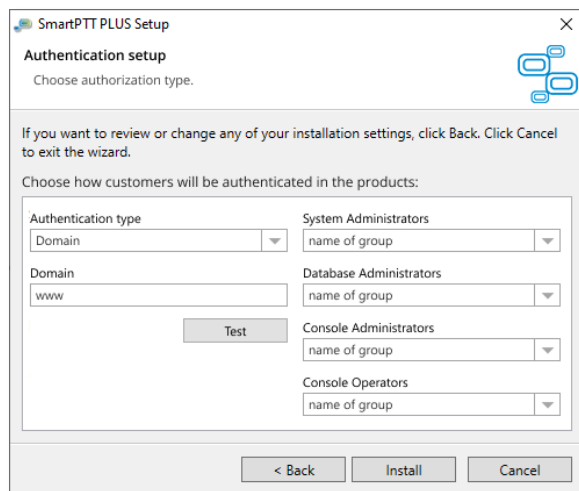 SmartPTT PLUS Setup
Authentication setup
Choose authorization type.
If you want to review or change any of your installation settings, click Back. Click Cancel
to exit the wizard.
Choose how customers will be authenticated in the products:
Authentication type
Domain
Domain
www
Test
System Administrators
name of group
Database Administrators
name of group
Console Administrators
name of group
Console Operators
name of group
< Back
Install
Cancel